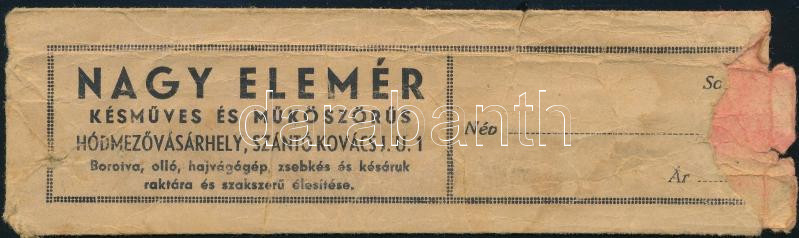 NAGY ELEMÉR
KÉSMŰVES ÉS MŰKÖSZÖRŰS
HÓDMEZŐVÁSÁRHELY, SZÁNTÓ KOVÁCS J. U. 1
Borotva, olló, hajvágógép, zsebkés és késáruk
raktára és szakszerű élesítése.
Név
Ár
darabanth